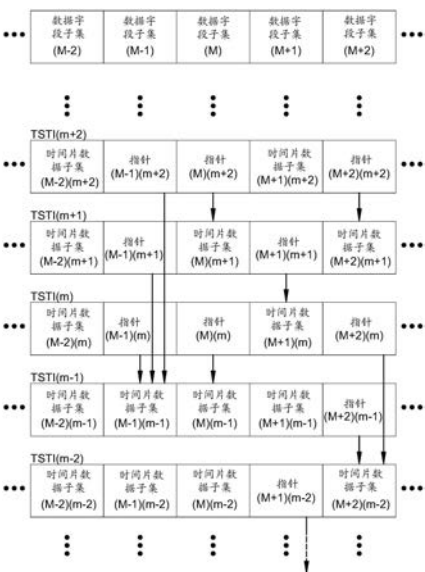 数据字 数据字 数据字 数据字 数据字
段子集 段子集 段子集 段子集 段子集
(M-2) (M-1) (M) (M+1) (M+2)
TSTI(m+2)
时间片数 指针 指针 时间片数 指针
据子集 (M-1)(m+2) (M)(m+2) 据子集 (M+2)(m+2)
(M-2)(m+2) (M+1)(m+2)
TSTI(m+1)
时间片数 指针 时间片数 指针 时间片数
据子集 (M-1)(m+1) 据子集 (M+1)(m+1) 据子集
(M-2)(m+1) (M)(m+1) (M+2)(m+1)
TSTI(m)
时间片数 指针 指针 时间片数 指针
据子集 (M-1)(m) (M)(m) 据子集 (M+2)(m)
(M-2)(m) (M+1)(m)
TSTI(m-1)
时间片数 时间片数 时间片数 时间片数 指针
据子集 据子集 据子集 据子集 (M+2)(m-1)
(M-2)(m-1) (M-1)(m-1) (M)(m-1) (M+1)(m-1)
TSTI(m-2)
时间片数 时间片数 时间片数 指针 时间片数
据子集 据子集 据子集 (M+1)(m-2) 据子集
(M-2)(m-2) (M-1)(m-2) (M)(m-2) (M+2)(m-2)